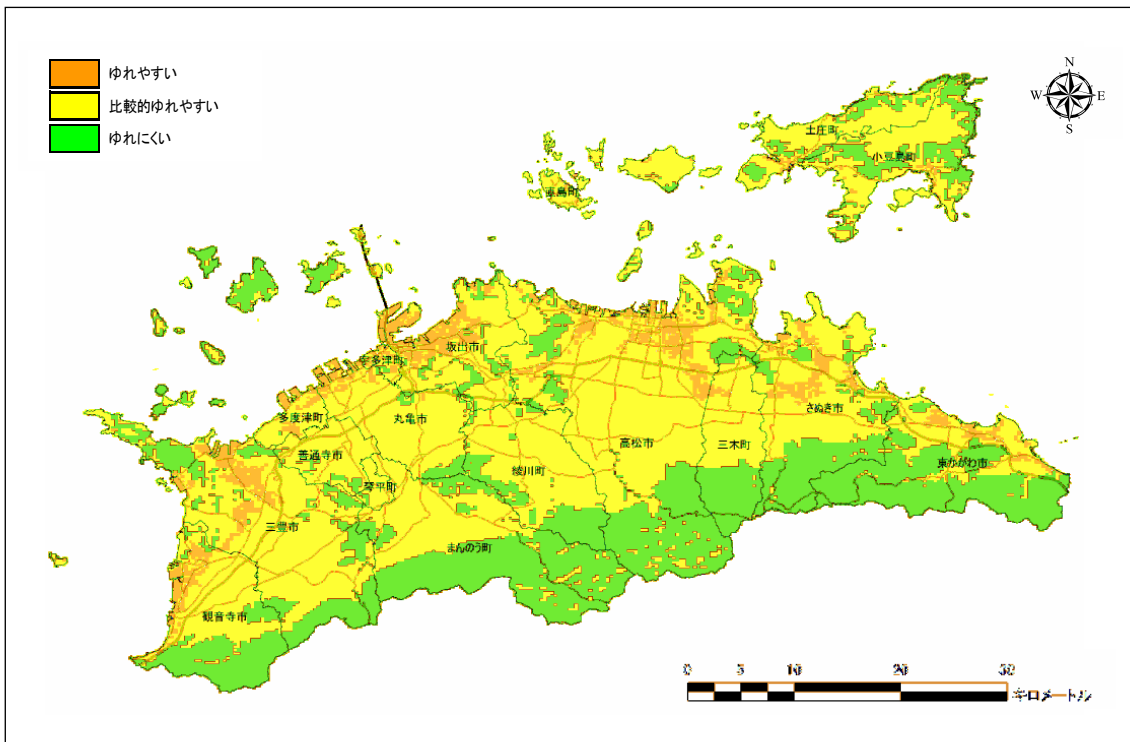 ゆれやすい
比較的ゆれやすい
ゆれにくい
N
W E
S
土庄町
小豆島町
直島町
坂出市
宇多津町
多度津町
丸亀市
さぬき市
善通寺市
高松市
三木町
綾川町
東かがわ市
琴平町
三豊市
まんのう町
観音寺市
0 5 10 20 30
キロメートル